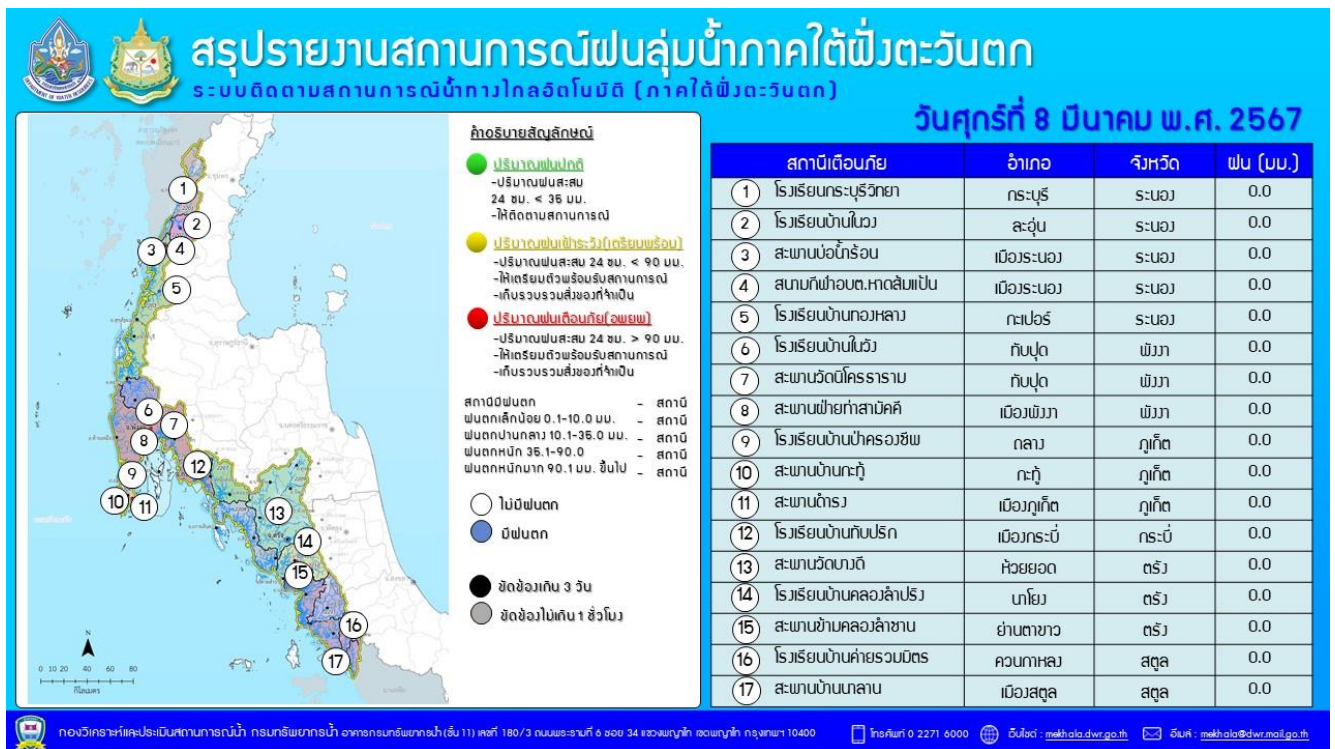 สรุปรายงานสถานการณ์ฝนลุ่มน้ำภาคใต้ฝั่งตะวันตก
ระบบติดตามสถานการณ์น้ำทางไกลอัตโนมัติ (ภาคใต้ฝั่งตะวันตก)
วันศุกร์ที่ 8 มีนาคม พ.ศ. 2567
คำอธิบายสัญลักษณ์
ปริมาณฝนปกติ
-ปริมาณฝนสะสม
24 ชม. < 35 มม.
-ให้ติดตามสถานการณ์
ปริมาณฝนเฝ้าระวัง(เตรียมพร้อม)
-ปริมาณฝนสะสม 24 ชม. < 90 มม.
-ให้เตรียมตัวพร้อมรับสถานการณ์
-เก็บรวบรวมสิ่งของที่จำเป็น
ปริมาณฝนเตือนภัย(อพยพ)
-ปริมาณฝนสะสม 24 ชม. > 90 มม.
-ให้เตรียมตัวพร้อมรับสถานการณ์
-เก็บรวบรวมสิ่งของที่จำเป็น
สถานีมีฝนตก - สถานี
ฝนตกเล็กน้อย 0.1-10.0 มม. - สถานี
ฝนตกปานกลาง 10.1-35.0 มม. - สถานี
ฝนตกหนัก 35.1-90.0 - สถานี
ฝนตกหนักมาก 90.1 มม. ขึ้นไป - สถานี
ไม่มีฝนตก
มีฝนตก
ขัดข้องเกิน 3 วัน
ขัดข้องไม่เกิน 1 ชั่วโมง
1
2
3 4
5
6
7
8
9
12
10 11
13
14
15
16
17
N
0 10 20 40 60 80
กิโลเมตร
สถานีเตือนภัย อำเภอ จังหวัด ฝน (มม.)
1 โรงเรียนกระบุรีวิทยา กระบุรี ระนอง 0.0
2 โรงเรียนบ้านในวง ละอุ่น ระนอง 0.0
3 สะพานบ่อน้ำร้อน เมืองระนอง ระนอง 0.0
4 สนามกีฬาอบต.หาดส้มแป้น เมืองระนอง ระนอง 0.0
5 โรงเรียนบ้านทองหลาง กะเปอร์ ระนอง 0.0
6 โรงเรียนบ้านในวัง ทับปุด พังงา 0.0
7 สะพานวัดนิโครธาราม ทับปุด พังงา 0.0
8 สะพานฝ่ายท่าสามัคคี เมืองพังงา พังงา 0.0
9 โรงเรียนบ้านป่าครองชีพ ถลาง ภูเก็ต 0.0
10 สะพานบ้านกะทู้ กะทู้ ภูเก็ต 0.0
11 สะพานดำรง เมืองภูเก็ต ภูเก็ต 0.0
12 โรงเรียนบ้านทับปริก เมืองกระบี่ กระบี่ 0.0
13 สะพานวัดบางดี ห้วยยอด ตรัง 0.0
14 โรงเรียนบ้านคลองลำปริง นาโยง ตรัง 0.0
15 สะพานข้ามคลองลำชาน ย่านตาขาว ตรัง 0.0
16 โรงเรียนบ้านค่ายรวมมิตร ควนกาหลง สตูล 0.0
17 สะพานบ้านนาลาน เมืองสตูล สตูล 0.0
กองวิเคราะห์และประเมินสถานการณ์น้ำ กรมทรัพยากรน้ำ อาคารกรมทรัพยากรน้ำ (ชั้น 11) เลขที่ 180/3 ถนนพระรามที่ 6 ซอย 34 แขวงพญาไท เขตพญาไท กรุงเทพฯ 10400 โทรศัพท์ 0 2271 6000 เว็บไซต์ : mekhala.dwr.go.th อีเมล์ : mekhala@dwr.mail.go.th